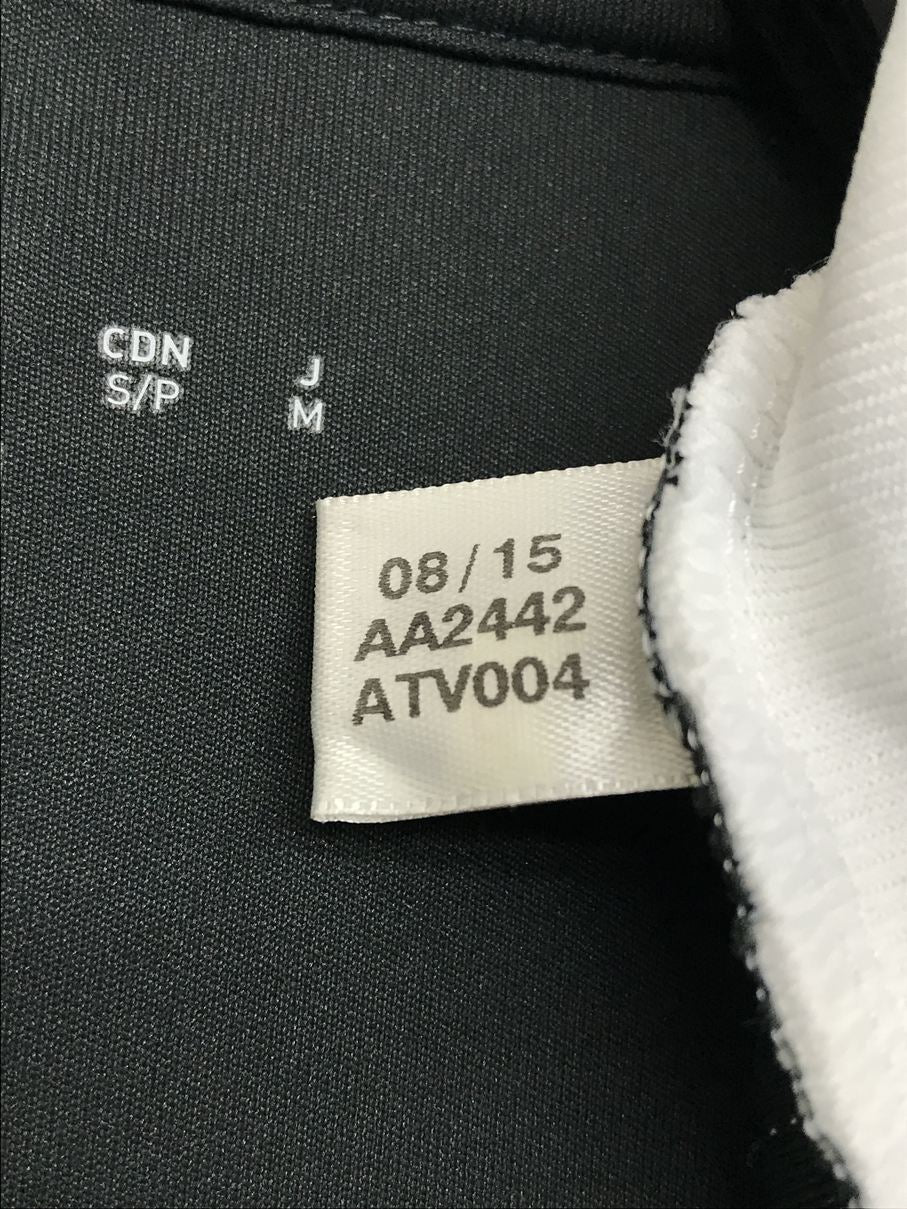 CDN
S/P
J
M
08/15
AA2442
ATV004